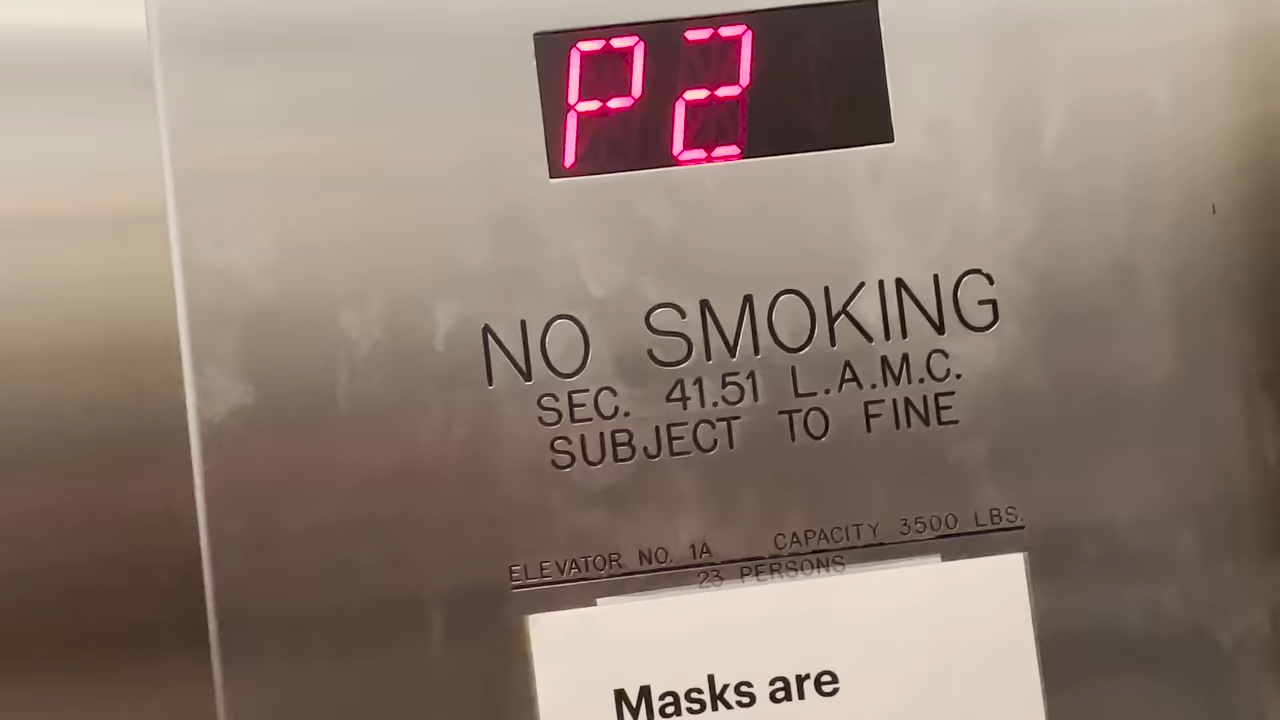 P2
NO SMOKING
SEC. 41.51 L.A.M.C.
SUBJECT TO FINE
ELEVATOR NO. 1A CAPACITY 3500 LBS.
23 PERSONS
Masks are